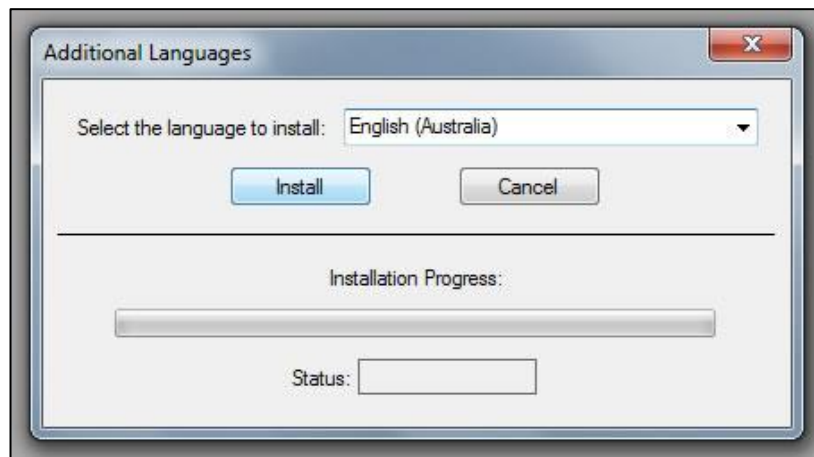 Additional Languages
Select the language to install: English (Australia)
Install Cancel
Installation Progress:
Status: